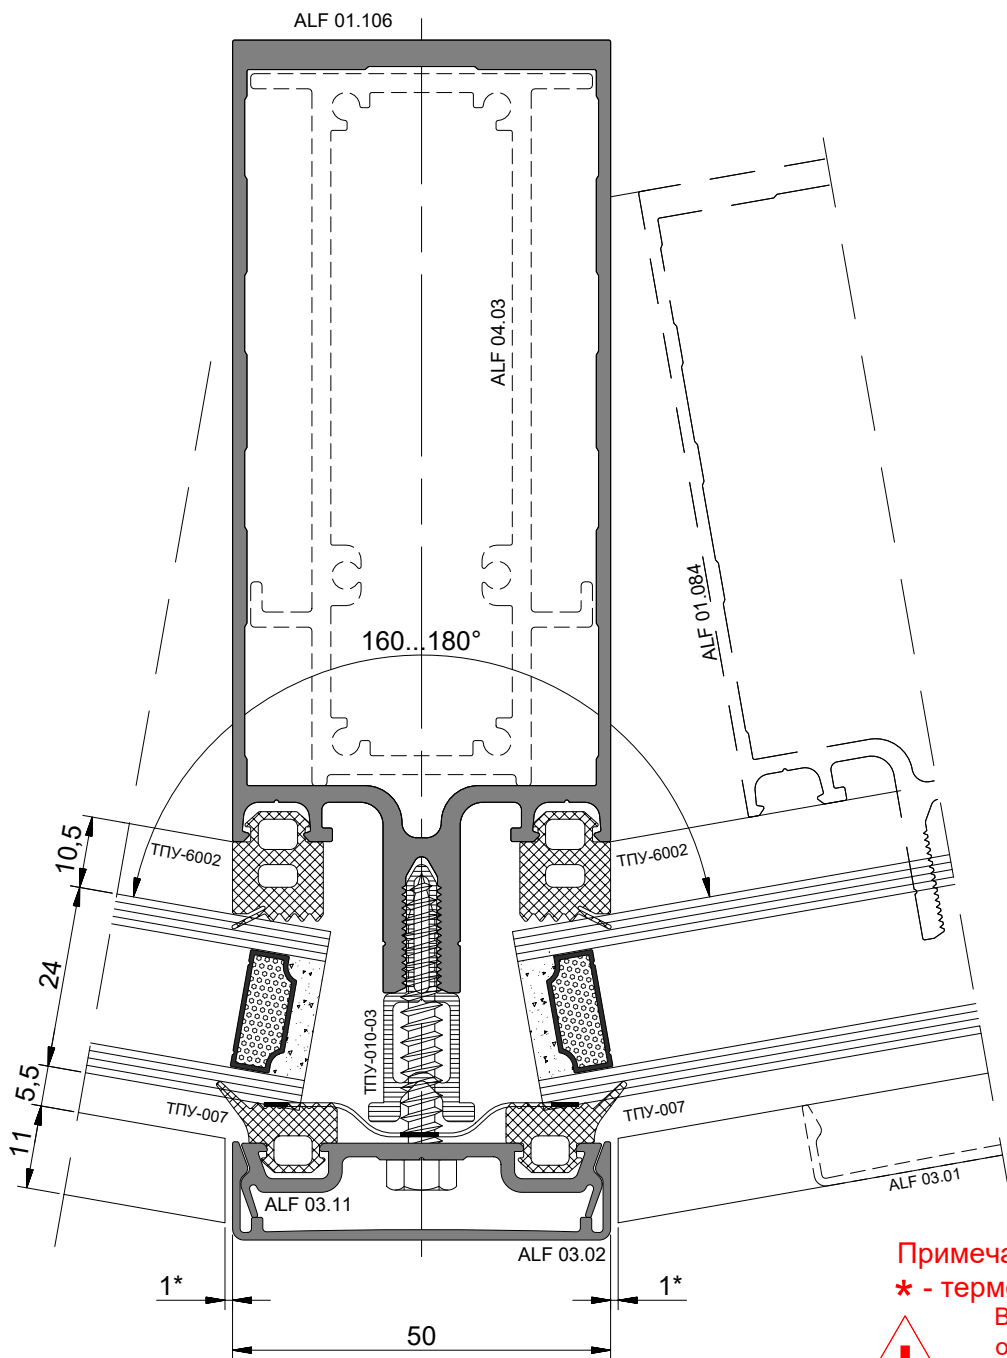 ALF 01.106
ALF 04.03
ALF 01.084
160...180°
10,5
ТПУ-6002
ТПУ-6002
24
ТПУ-010-03
5,5
ТПУ-007
ТПУ-007
11
ALF 03.01
ALF 03.11
ALF 03.02
1*
1*
50
Примеча
* - терм
В
о